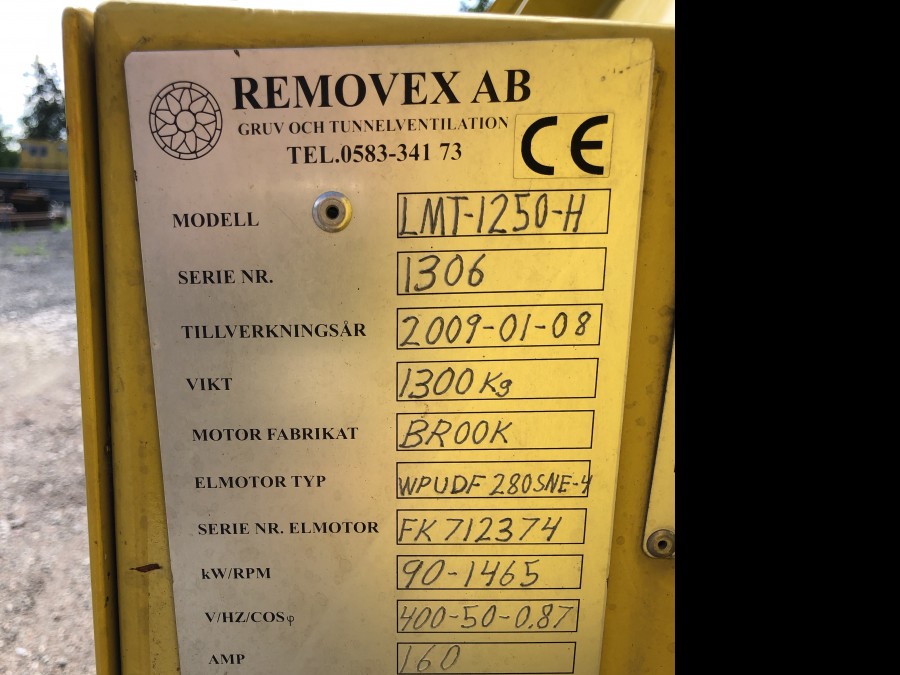 REMOVEX AB
GRUV OCH TUNNELVENTILATION
TEL.0583-341 73
CE
MODELL LMT-1250-H
SERIE NR. 1306
TILLVERKNINGSÅR 2009-01-08
VIKT 1300 Kg
MOTOR FABRIKAT BROOK
ELMOTOR TYP WPUDF 280SNE-4
SERIE NR. ELMOTOR FK 712374
kW/RPM 90-1465
V/HZ/COSφ 400-50-0,87
AMP 160